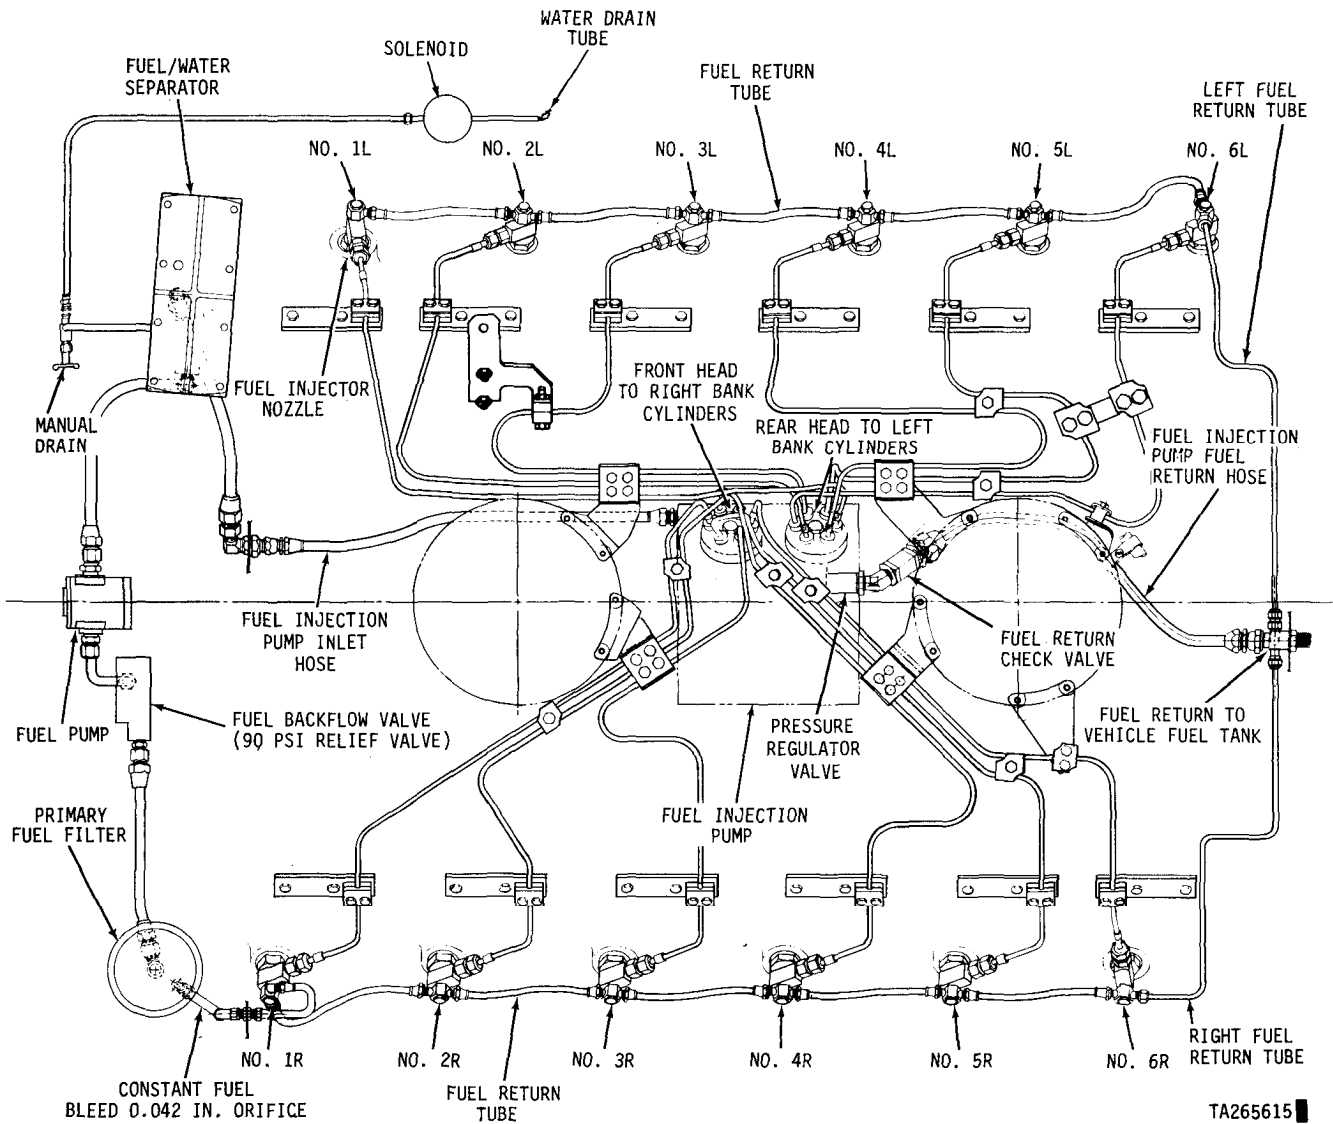 WATER DRAIN
TUBE
SOLENOID
FUEL/WATER
SEPARATOR
FUEL RETURN
TUBE
LEFT FUEL
RETURN TUBE
NO. 1L
NO. 2L
NO. 3L
NO. 4L
NO. 5L
NO. 6L
FUEL INJECTOR
NOZZLE
FRONT HEAD
TO RIGHT BANK
CYLINDERS
REAR HEAD TO LEFT
BANK CYLINDERS
MANUAL
DRAIN
FUEL INJECTION
PUMP FUEL
RETURN HOSE
FUEL INJECTION
PUMP INLET
HOSE
FUEL RETURN
CHECK VALVE
FUEL PUMP
FUEL BACKFLOW VALVE
(90 PSI RELIEF VALVE)
PRESSURE
REGULATOR
VALVE
FUEL RETURN TO
VEHICLE FUEL TANK
PRIMARY
FUEL FILTER
FUEL INJECTION
PUMP
NO. 1R
NO. 2R
NO. 3R
NO. 4R
NO. 5R
NO. 6R
RIGHT FUEL
RETURN TUBE
CONSTANT FUEL
BLEED 0.042 IN. ORIFICE
FUEL RETURN
TUBE
TA265615